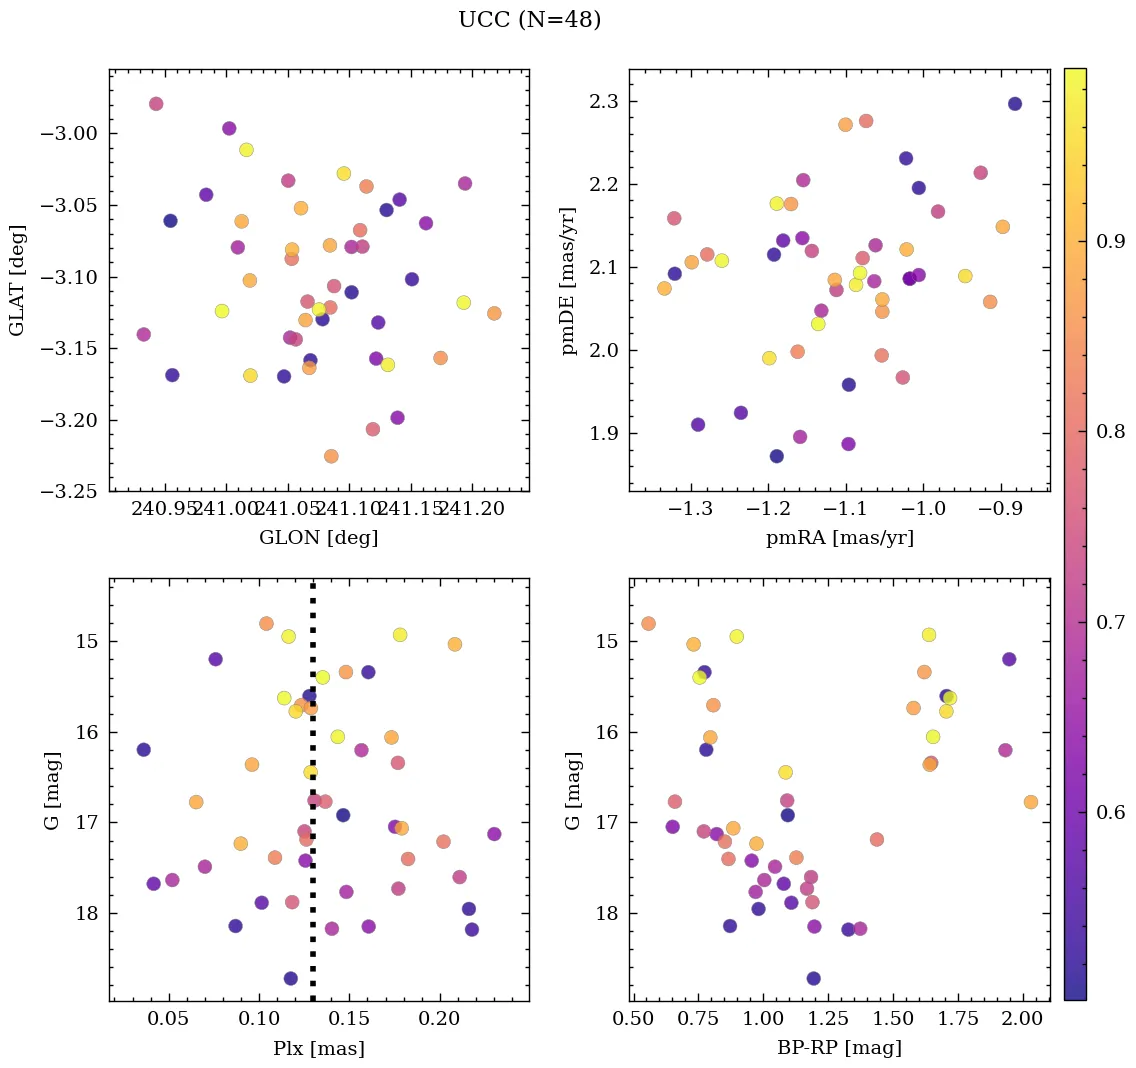 UCC (N=48)
−3.00
−3.05
−3.10
−3.15
−3.20
−3.25
GLAT [deg]
240.95 241.00 241.05 241.10 241.15 241.20
GLON [deg]
2.3
2.2
2.1
2.0
1.9
pmDE [mas/yr]
−1.3 −1.2 −1.1 −1.0 −0.9
pmRA [mas/yr]
0.9
0.8
0.7
0.6
15
16
17
18
G [mag]
0.05 0.10 0.15 0.20
Plx [mas]
15
16
17
18
G [mag]
0.50 0.75 1.00 1.25 1.50 1.75 2.00
BP-RP [mag]